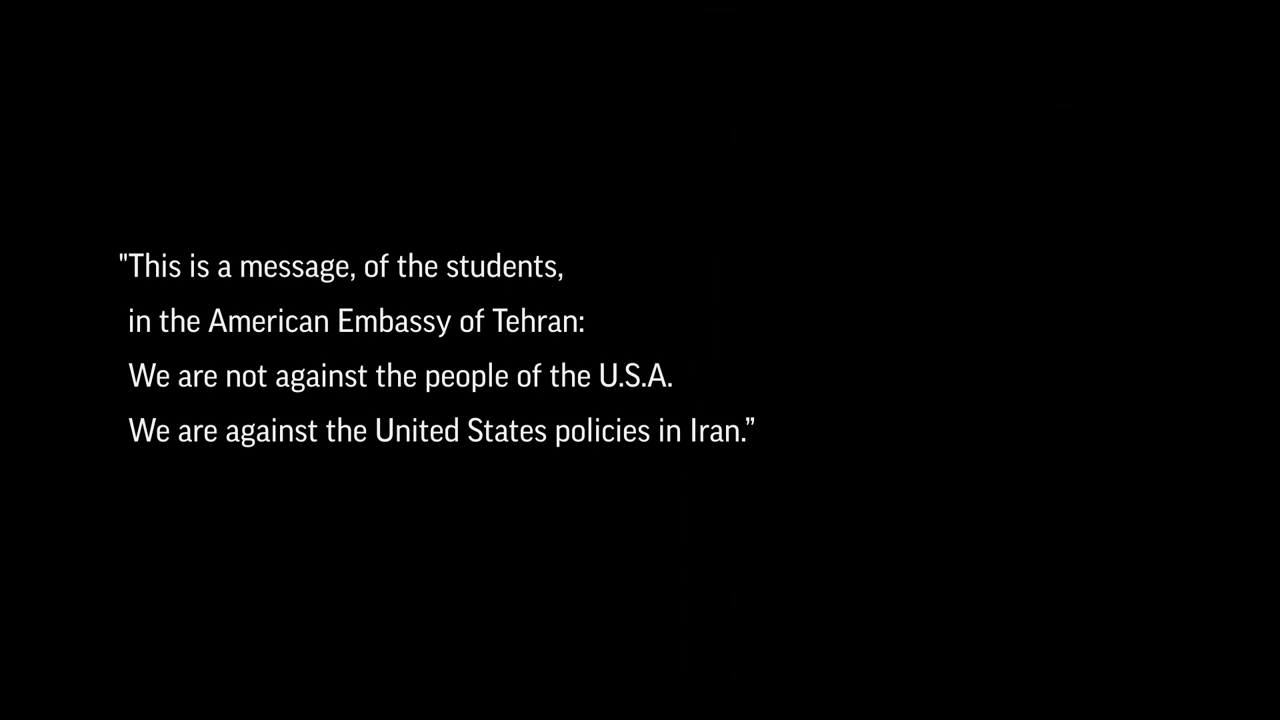 "This is a message, of the students,
in the American Embassy of Tehran:
We are not against the people of the U.S.A.
We are against the United States policies in Iran.”